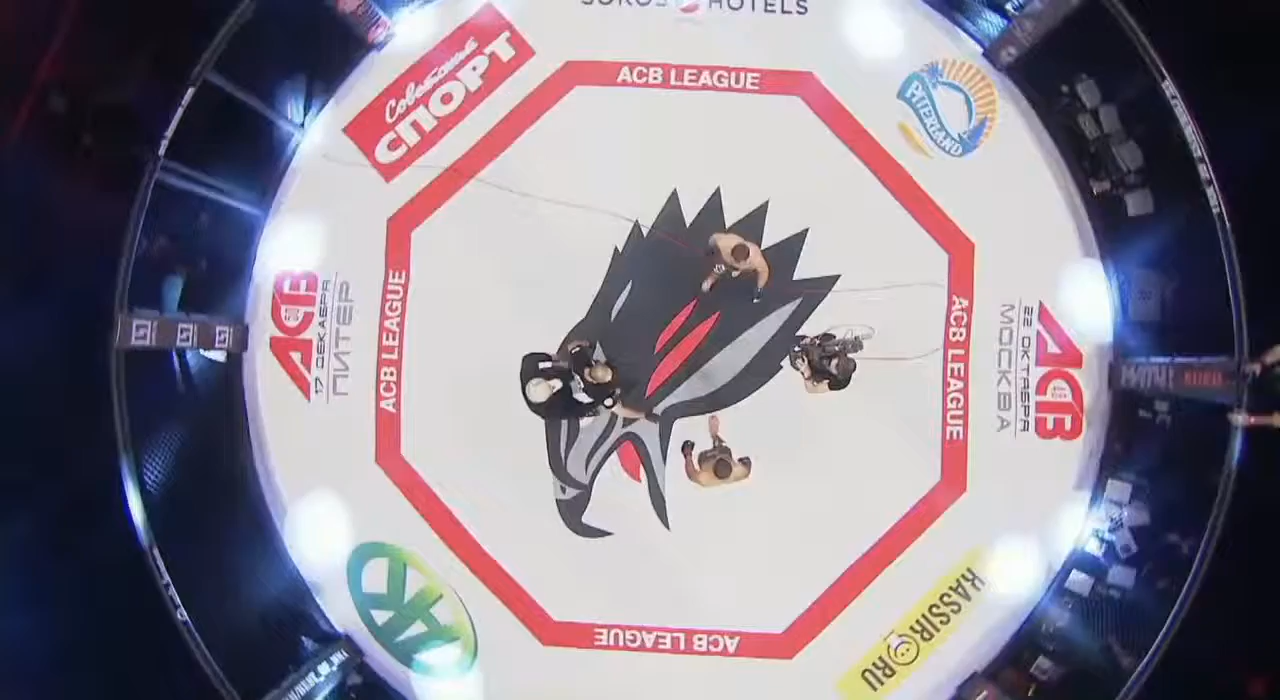 SOKOS HOTELS
Советский
СПОРТ
ACB LEAGUE
PITERLAND
ACB
17 ДЕКАБРЯ
ПИТЕР
ACB LEAGUE
ACB LEAGUE
ACB
22 ОКТЯБРЯ
МОСКВА
ACB LEAGUE
KASSIR.RU